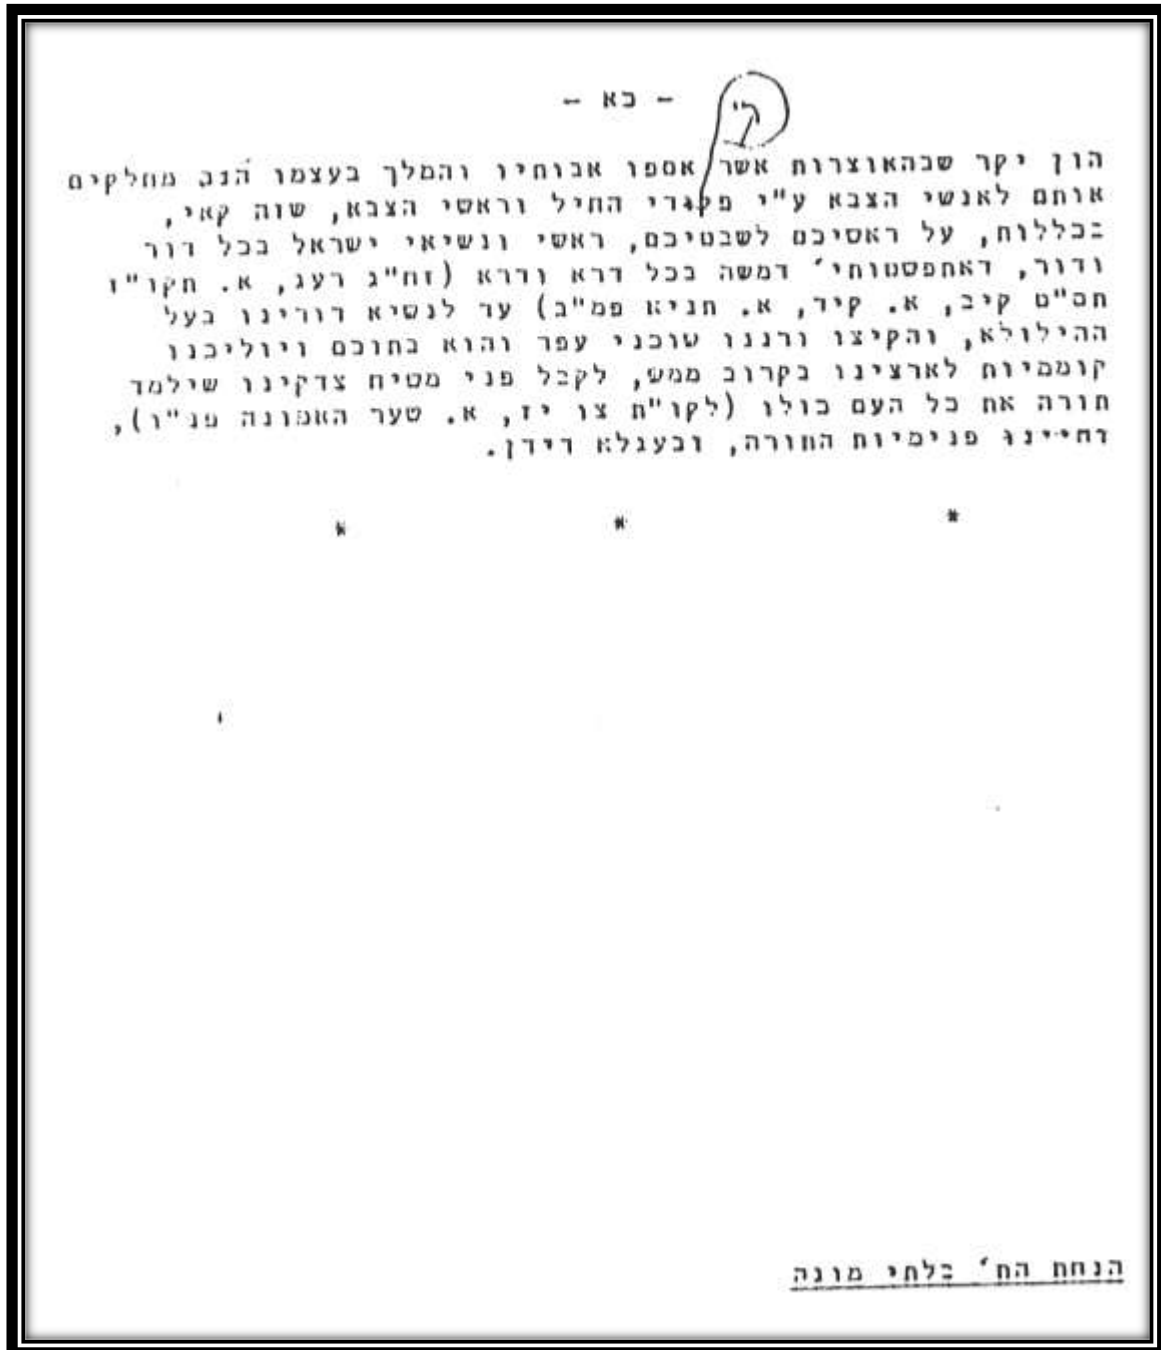 - כא -
קי
הון יקר שבהאוצרות אשר אספו אבותיו והמלך בעצמו הנה מחלקים
אותם לאנשי הצבא ע"י פקודי החיל וראשי הצבא, שזה קאי,
בכללות, על ראשיכם לשבטיכם, ראשי ונשיאי ישראל בכל דור
ודור, דאתפשטותי' דמשה בכל דרא ודרא (זח"ג רעג, א. תקו"ז
תס"ט קיב, א. קיד, א. תניא פמ"ב) עד לנשיא דורינו בעל
ההילולא, והקיצו ורננו שוכני עפר והוא בתוכם ויוליכנו
קוממיות לארצינו בקרוב ממש, לקבל פני משיח צדקינו שילמד
תורה את כל העם כולו (לקו"ת צו יז, א. שער האמונה פנ"ו),
דהיינו פנימיות התורה, ובעגלא דידן.
* * *
הנחת הת' בלתי מוגה